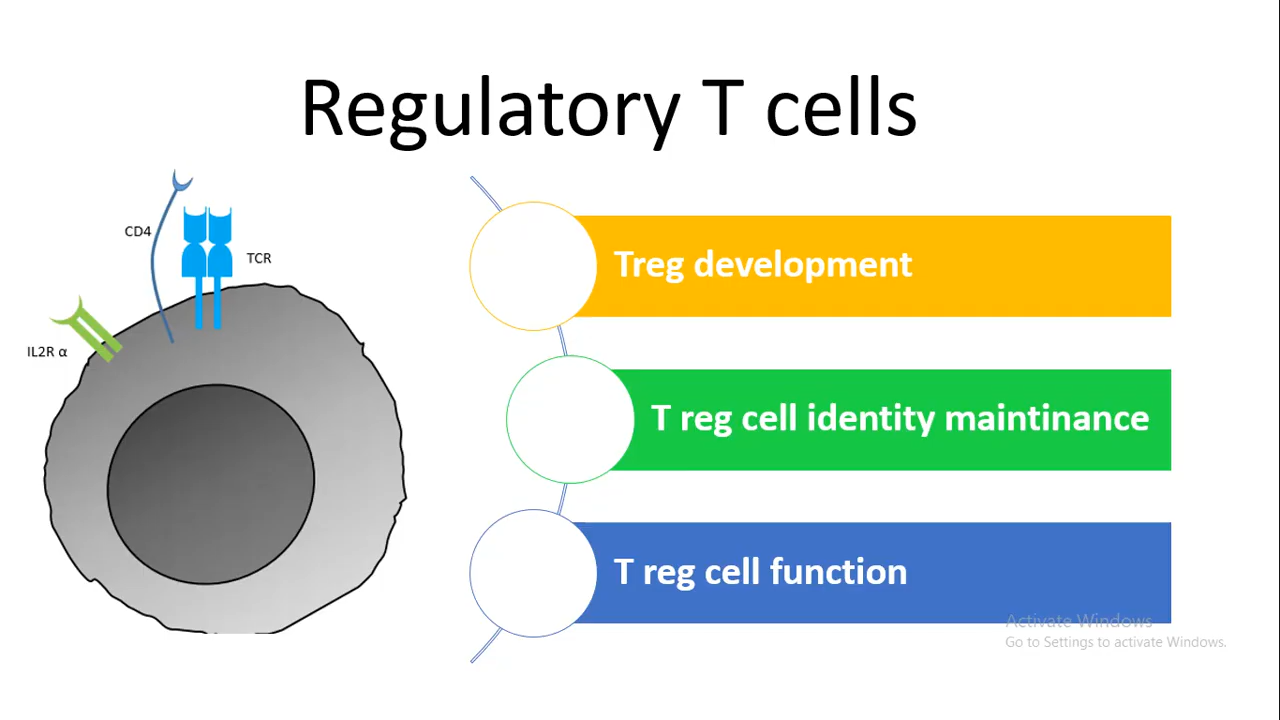 Regulatory T cells
CD4
TCR
IL2R α
Treg development
T reg cell identity maintinance
T reg cell function
Activate Windows
Go to Settings to activate Windows.